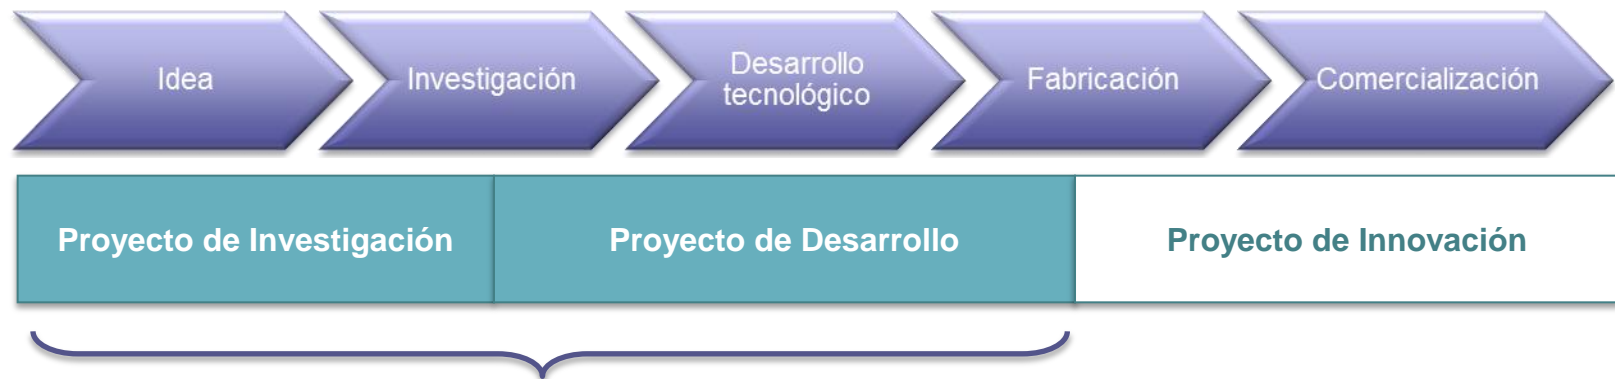 Idea
Investigación
Desarrollo
tecnológico
Fabricación
Comercialización
Proyecto de Investigación
Proyecto de Desarrollo
Proyecto de Innovación